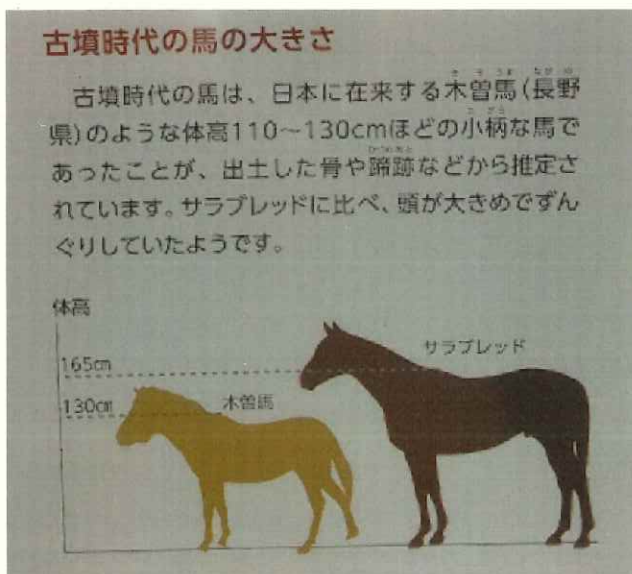 古墳時代の馬の大きさ
古墳時代の馬は、日本に在来する木曽馬(長野
県)のような体高110〜130cmほどの小柄な馬で
あったことが、出土した骨や蹄跡などから推定さ
れています。サラブレッドに比べ、頭が大きめでずん
ぐりしていたようです。
体高
サラブレッド
165cm
130cm
木曽馬